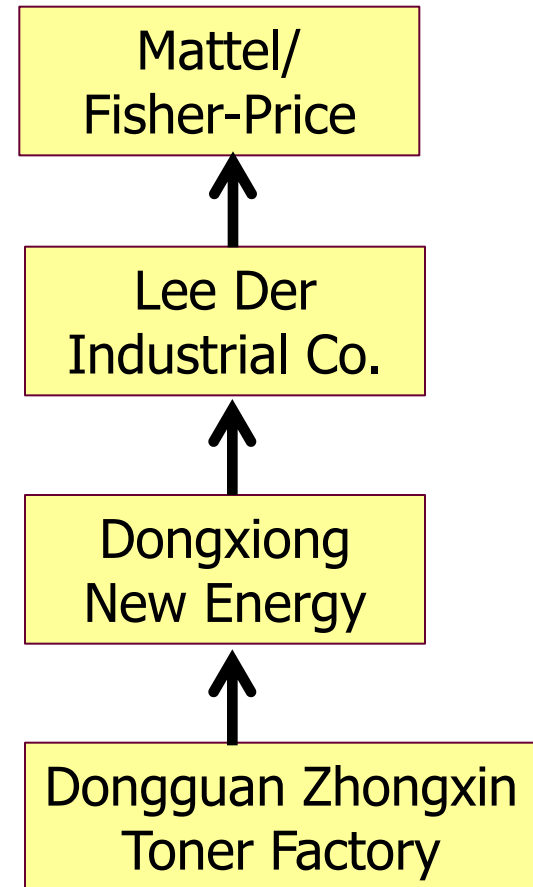 Mattel/
Fisher-Price
Lee Der
Industrial Co.
Dongxiong
New Energy
Dongguan Zhongxin
Toner Factory